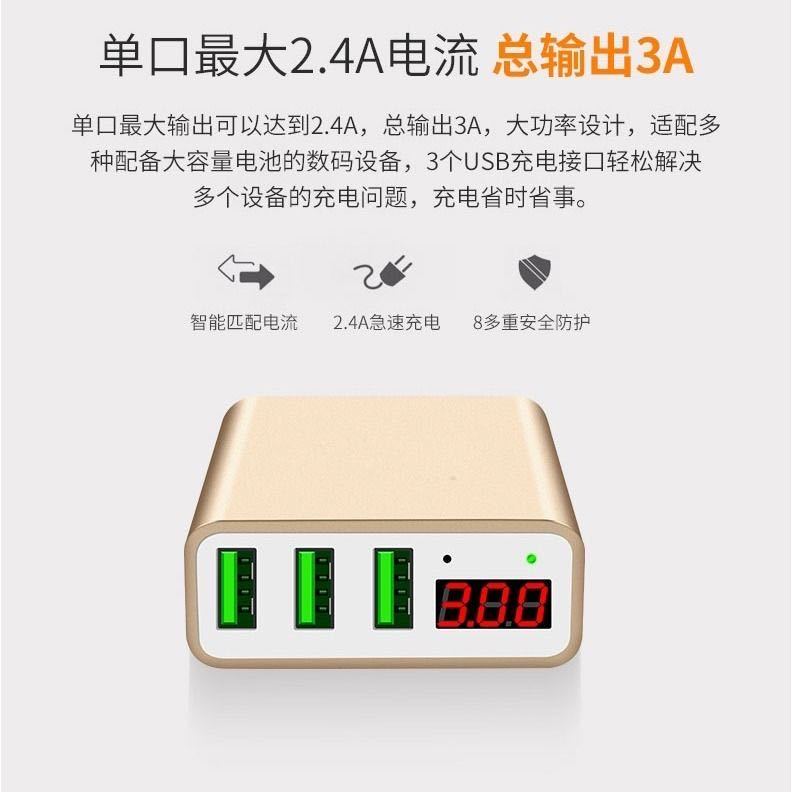 单口最大2.4A电流 总输出3A
单口最大输出可以达到2.4A，总输出3A，大功率设计，适配多
种配备大容量电池的数码设备，3个USB充电接口轻松解决
多个设备的充电问题，充电省时省事。
智能匹配电流 2.4A急速充电 8多重安全防护
3.00